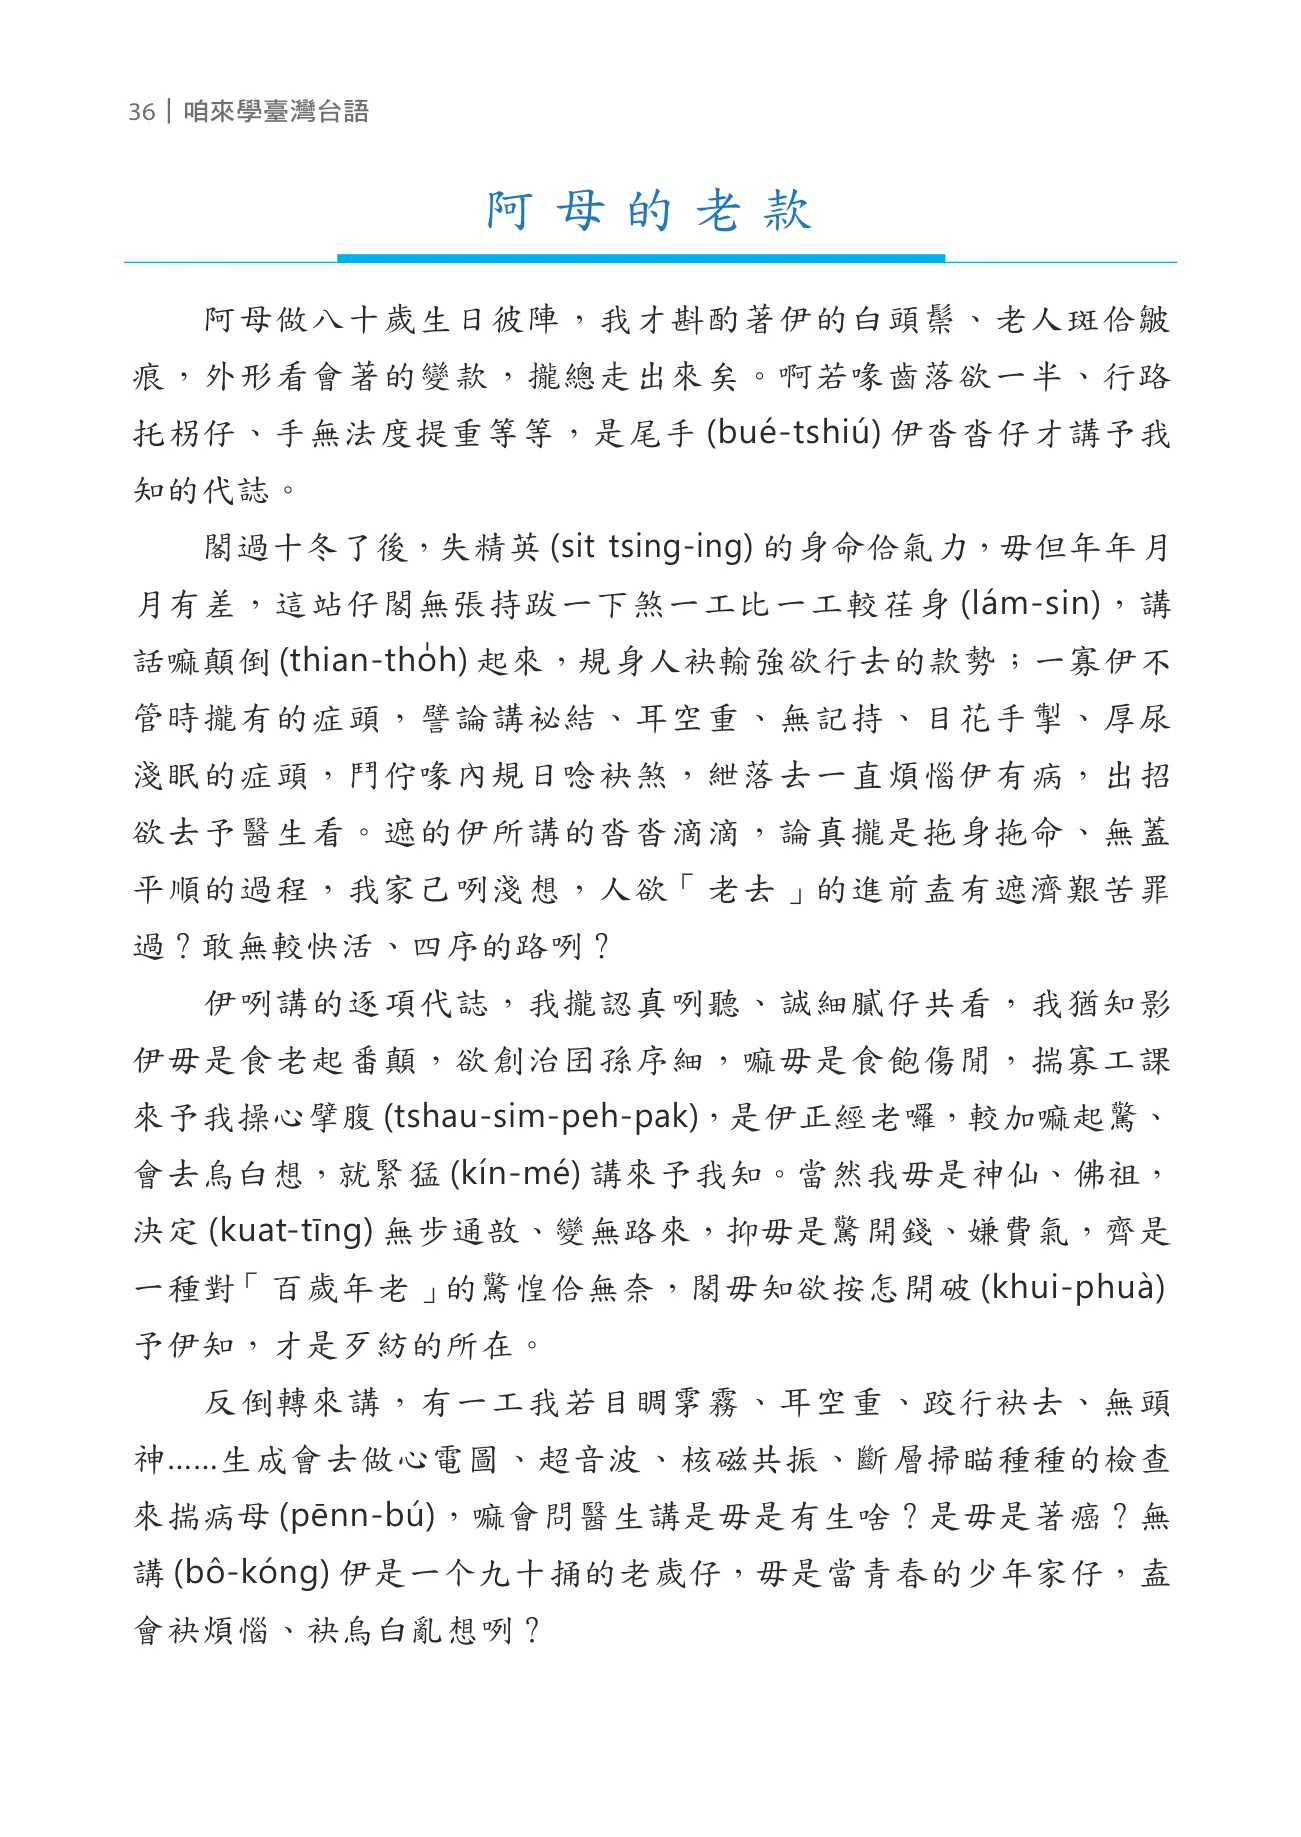 36｜咱來學臺灣台語
阿母的老款
阿母做八十歲生日彼陣，我才斟酌著伊的白頭鬃、老人斑佮皺
痕，外形看會著的變款，攏總走出來矣。啊若喙齒落欲一半、行路
托柺仔、手無法度提重等等，是尾手 (bué-tshiú) 伊沓沓仔才講予我
知的代誌。
閣過十冬了後，失精英 (sit tsing-ing) 的身命佮氣力，毋但年年月
月有差，這站仔閣無張持跋一下煞一工比一工較荏身 (lám-sin)，講
話嘛顛倒 (thian-tho̍h) 起來，規身人袂輸強欲行去的款勢；一寡伊不
管時攏有的症頭，譬論講祕結、耳空重、無記持、目花手掣、厚尿
淺眠的症頭，鬥佇喙內規日唸袂煞，紲落去一直煩惱伊有病，出招
欲去予醫生看。遮的伊所講的沓沓滴滴，論真攏是拖身拖命、無蓋
平順的過程，我家己咧淺想，人欲「老去」的進前盍有遮濟艱苦罪
過？敢無較快活、四序的路咧？
伊咧講的逐項代誌，我攏認真咧聽、誠細膩仔共看，我猶知影
伊毋是食老起番顛，欲創治囝孫序細，嘛毋是食飽傷閒，揣寡工課
來予我操心擘腹 (tshau-sim-peh-pak)，是伊正經老囉，較加嘛起驚、
會去烏白想，就緊猛 (kín-mé) 講來予我知。當然我毋是神仙、佛祖，
決定 (kuat-tīng) 無步通敨、變無路來，抑毋是驚開錢、嫌費氣，齊是
一種對「百歲年老」的驚惶佮無奈，閣毋知欲按怎開破 (khui-phuà)
予伊知，才是歹紡的所在。
反倒轉來講，有一工我若目睭雺霧、耳空重、跤行袂去、無頭
神……生成會去做心電圖、超音波、核磁共振、斷層掃瞄種種的檢查
來揣病母 (pēnn-bú)，嘛會問醫生講是毋是有生啥？是毋是著癌？無
講 (bô-kóng) 伊是一个九十捅的老歲仔，毋是當青春的少年家仔，盍
會袂煩惱、袂烏白亂想咧？